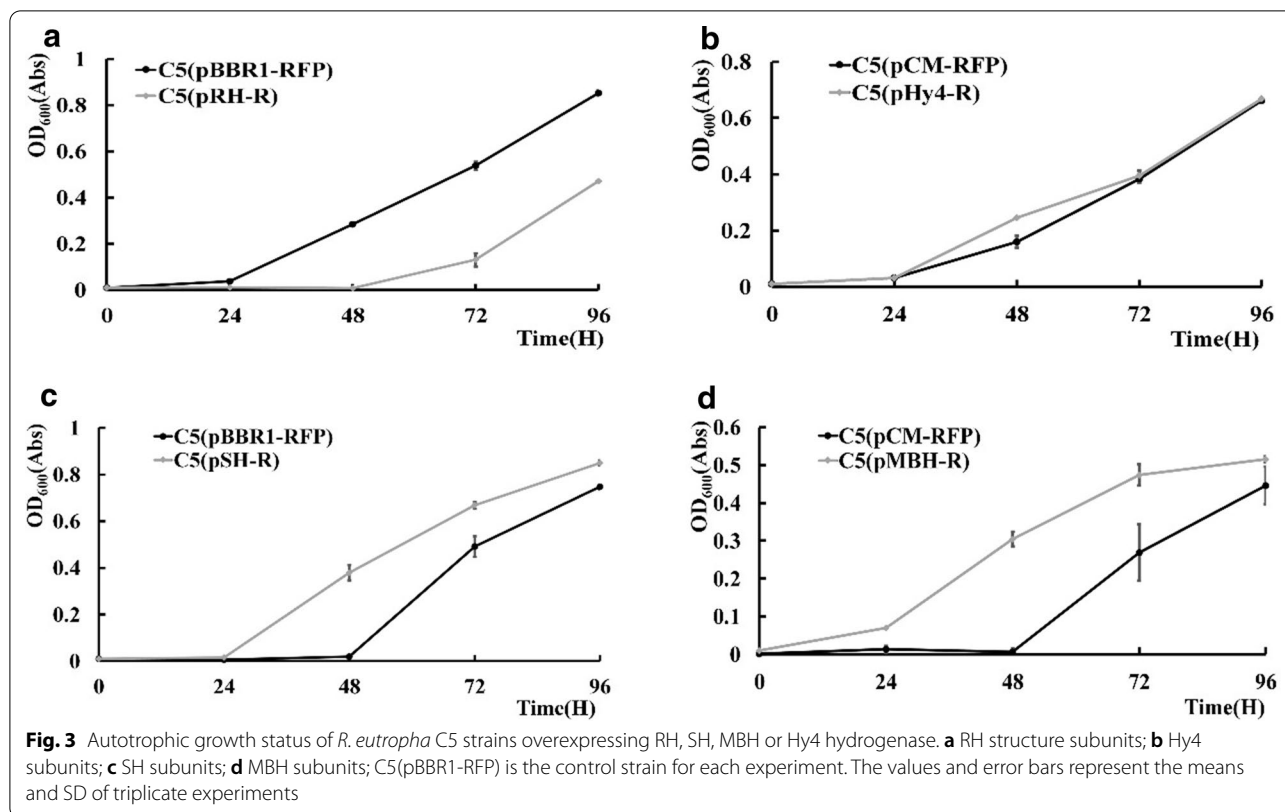 a
1
C5(pBBR1-RFP)
C5(pRH-R)
0.8
0.6
0.4
0.2
0
OD600(Abs)
0 24 48 72 96
Time(H)
b
0.8
C5(pCM-RFP)
C5(pHy4-R)
0.6
0.4
0.2
0
OD600(Abs)
0 24 48 72 96
Time(H)
c
1
C5(pBBR1-RFP)
C5(pSH-R)
0.8
0.6
0.4
0.2
0
OD600(Abs)
0 24 48 72 96
Time(H)
d
0.6
C5(pCM-RFP)
C5(pMBH-R)
0.5
0.4
0.3
0.2
0.1
0
OD600(Abs)
0 24 48 72 96
Time(H)
Fig. 3 Autotrophic growth status of R. eutropha C5 strains overexpressing RH, SH, MBH or Hy4 hydrogenase. a RH structure subunits; b Hy4
subunits; c SH subunits; d MBH subunits; C5(pBBR1-RFP) is the control strain for each experiment. The values and error bars represent the means
and SD of triplicate experiments